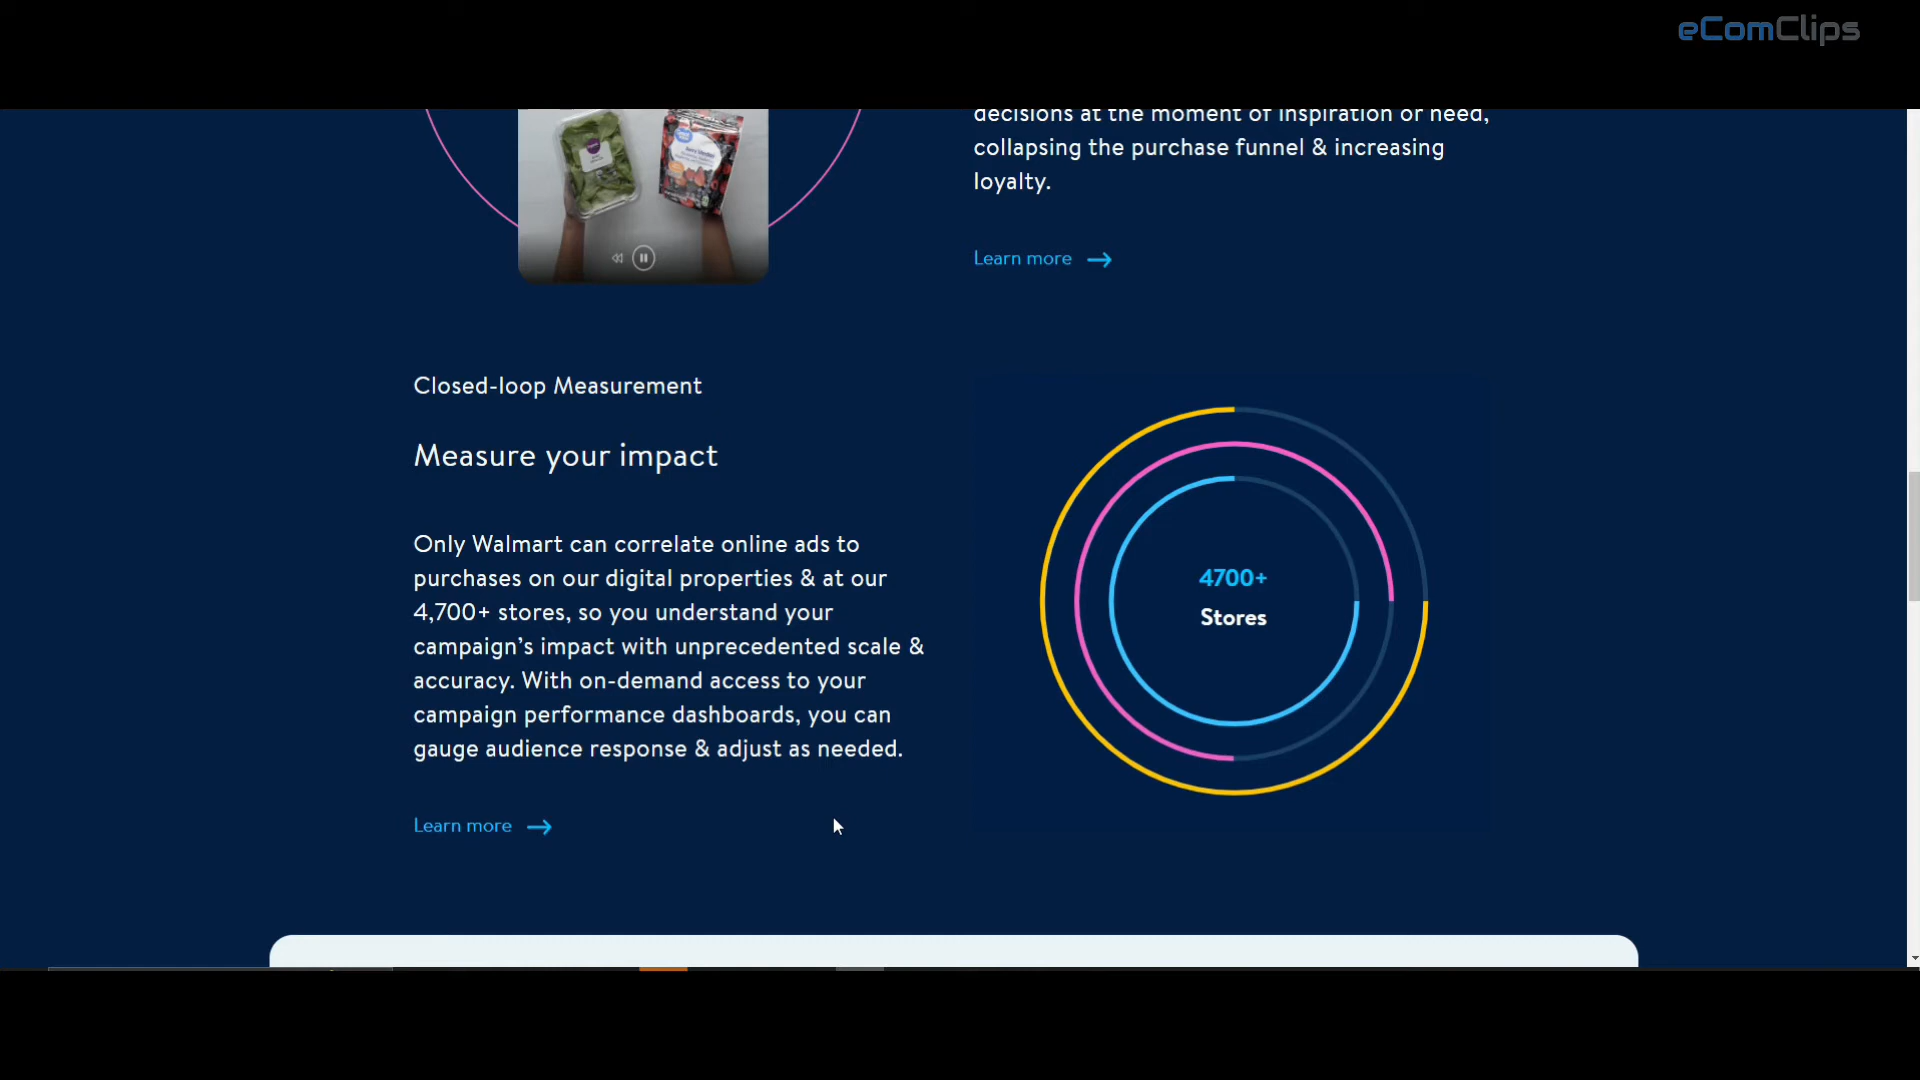 eComClips
decisions at the moment of inspiration or need,
collapsing the purchase funnel & increasing
loyalty.
Learn more
Closed-loop Measurement
Measure your impact
Only Walmart can correlate online ads to
purchases on our digital properties & at our
4,700+ stores, so you understand your
campaign’s impact with unprecedented scale &
accuracy. With on-demand access to your
campaign performance dashboards, you can
gauge audience response & adjust as needed.
Learn more
4700+
Stores